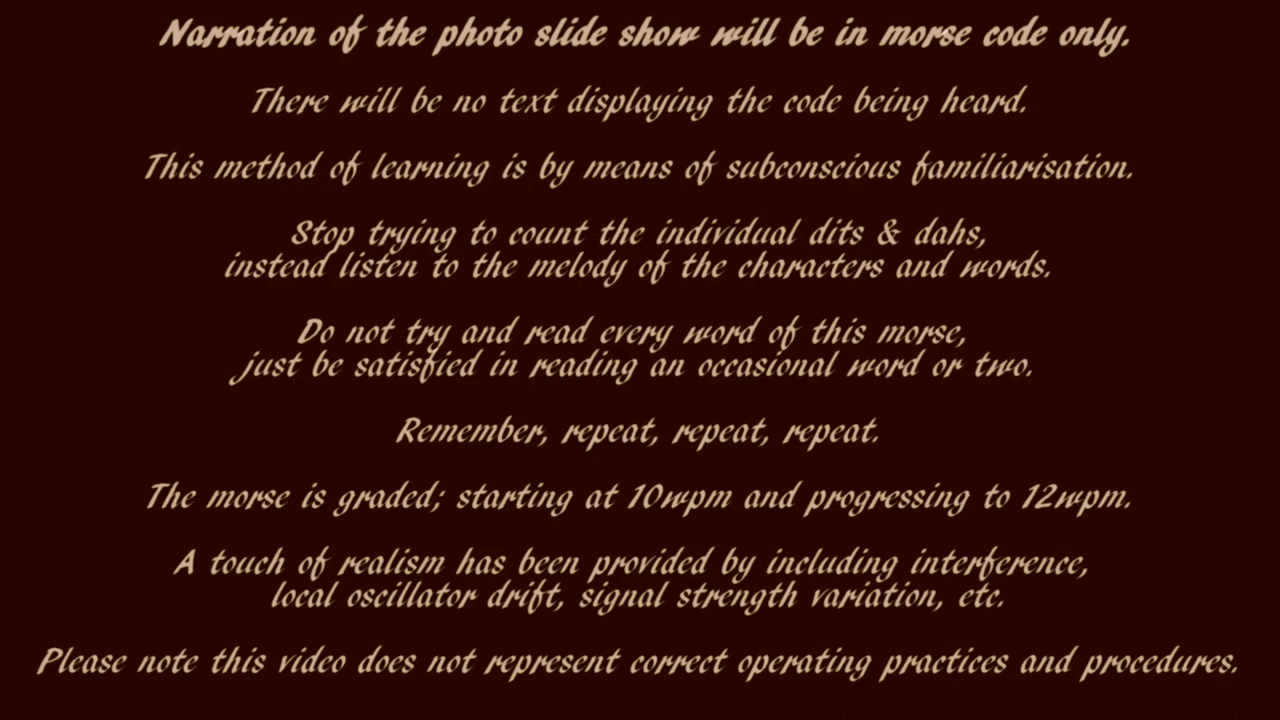 Narration of the photo slide show will be in morse code only.
There will be no text displaying the code being heard.
This method of learning is by means of subconscious familiarisation.
Stop trying to count the individual dits & dahs,
instead listen to the melody of the characters and words.
Do not try and read every word of this morse,
just be satisfied in reading an occasional word or two.
Remember, repeat, repeat, repeat.
The morse is graded; starting at 10wpm and progressing to 12wpm.
A touch of realism has been provided by including interference,
local oscillator drift, signal strength variation, etc.
Please note this video does not represent correct operating practices and procedures.